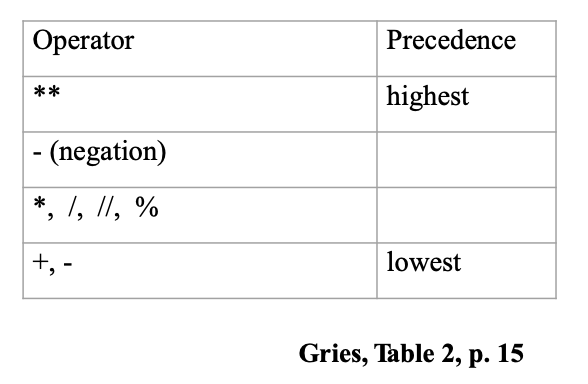 Operator Precedence
** highest
- (negation)
*, /, //, %
+, - lowest
Gries, Table 2, p. 15